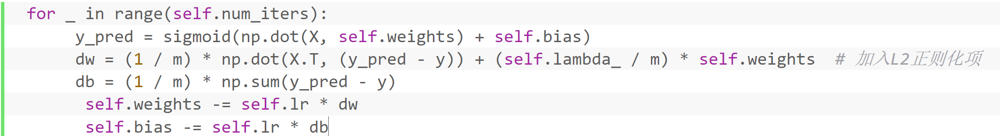 for _ in range(self.num_iters):
y_pred = sigmoid(np.dot(X, self.weights) + self.bias)
dw = (1 / m) * np.dot(X.T, (y_pred - y)) + (self.lambda_ / m) * self.weights  # 加入L2正则化项
db = (1 / m) * np.sum(y_pred - y)
self.weights -= self.lr * dw
self.bias -= self.lr * db